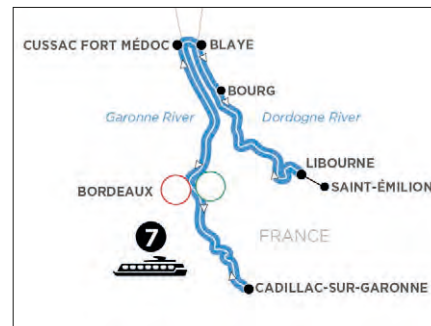 CUSSAC FORT MÉDOC
BLAYE
BOURG
Garonne River
Dordogne River
LIBOURNE
BORDEAUX
SAINT-ÉMILION
7
FRANCE
CADILLAC-SUR-GARONNE